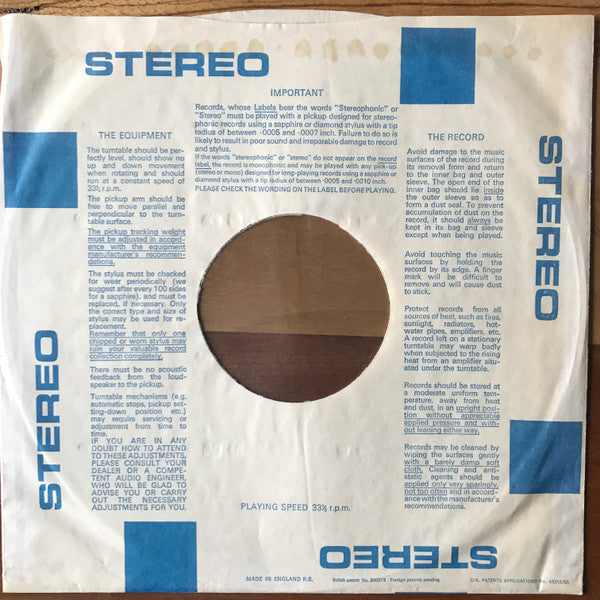 STEREO
IMPORTANT
Records, whose Labels bear the words "Stereophonic" or
"Stereo" must be played with a pickup designed for stereo-
phonic records using a sapphire or diamond stylus with a tip
radius of between ·0005 and ·0007 inch. Failure to do so is
likely to result in poor sound and irreparable damage to record
and stylus.
If the words "stereophonic" or "stereo" do not appear on the record
label, the record is monophonic and may be played with any pick-up
(stereo or mono) designed for long-playing records using a sapphire or
diamond stylus with a tip radius of between ·0005 and ·0010 inch.
PLEASE CHECK THE WORDING ON THE LABEL BEFORE PLAYING.
THE EQUIPMENT
The turntable should be per-
fectly level, should show no
up and down movement
when rotating and should
run at a constant speed of
33⅓ r.p.m.
The pickup arm should be
free to move parallel and
perpendicular to the turn-
table surface.
The pickup tracking weight
must be adjusted in accord-
ance with the equipment
manufacturer's recommen-
dations.
The stylus must be checked
for wear periodically (we
suggest after every 100 sides
for a sapphire), and must be
replaced, if necessary. Only
the correct type and size of
stylus may be used for re-
placement.
Remember that only one
chipped or worn stylus may
ruin your valuable record
collection completely.
There must be no acoustic
feedback from the loud-
speaker to the pickup.
Turntable mechanisms (e.g.
automatic stops, pickup set-
ting-down position etc.)
may require servicing or
adjustment from time to
time.
IF YOU ARE IN ANY
DOUBT HOW TO ATTEND
TO THESE ADJUSTMENTS,
PLEASE CONSULT YOUR
DEALER OR A COMPE-
TENT AUDIO ENGINEER,
WHO WILL BE GLAD TO
ADVISE YOU OR CARRY
OUT THE NECESSARY
ADJUSTMENTS FOR YOU.
THE RECORD
Avoid damage to the music
surfaces of the record during
its removal from and return
to the inner bag and outer
sleeve. The open end of the
inner bag should lie inside
the outer sleeve so as to
form a dust seal. To prevent
accumulation of dust on the
record, it should always be
kept in its bag and sleeve
except when being played.
Avoid touching the music
surfaces by holding the
record by its edge. A finger
mark will be difficult to
remove and will cause dust
to stick.
Protect records from all
sources of heat, such as fires,
sunlight, radiators, hot-
water pipes, amplifiers, etc.
A record left on a stationary
turntable may warp badly
when subjected to the rising
heat from an amplifier situ-
ated under the turntable.
Records should be stored at
a moderate uniform tem-
perature, away from heat
and dust, in an upright posi-
tion without appreciable
applied pressure and with-
out leaning either way.
Records may be cleaned by
wiping the surfaces gently
with a barely damp soft
cloth. Cleaning and anti-
static agents should be
applied only very sparingly,
not too often and in accord-
ance with the manufacturer's
recommendations.
STEREO
STEREO
PLAYING SPEED 33⅓ r.p.m.
STEREO
MADE IN ENGLAND R.B.
British patent No. 800513 Foreign patents pending
U.K. PATENTS APPLICATIONS No.